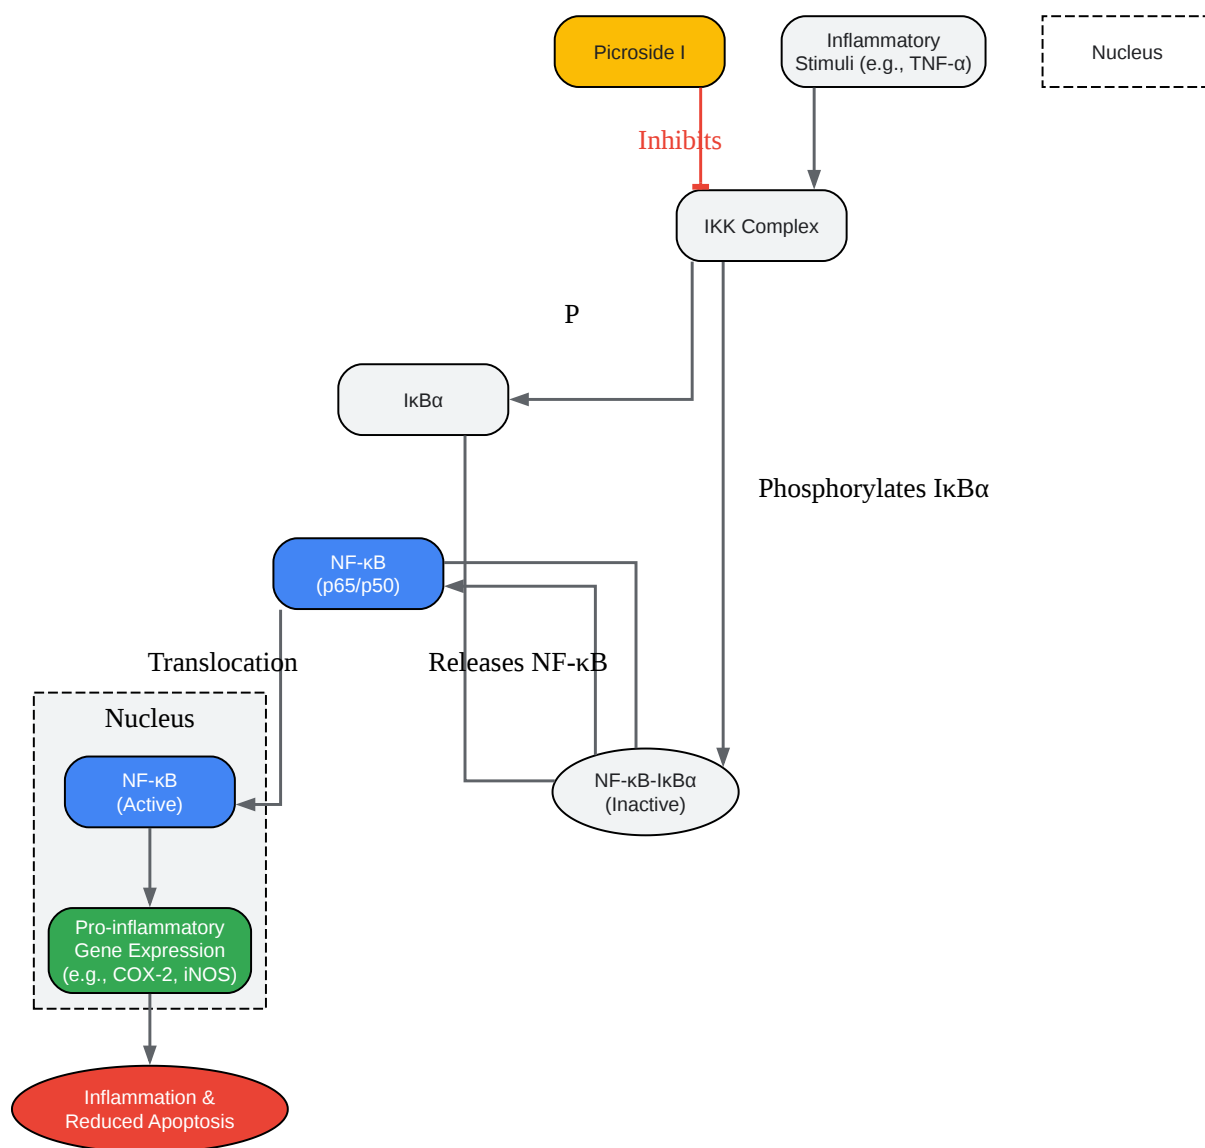 Picroside I
Inflammatory
Stimuli (e.g., TNF-α)
Nucleus
Inhibits
IKK Complex
P
IκBα
Phosphorylates IκBα
NF-κB
(p65/p50)
Translocation
Releases NF-κB
Nucleus
NF-κB
(Active)
NF-κB-IκBα
(Inactive)
Pro-inflammatory
Gene Expression
(e.g., COX-2, iNOS)
Inflammation &
Reduced Apoptosis